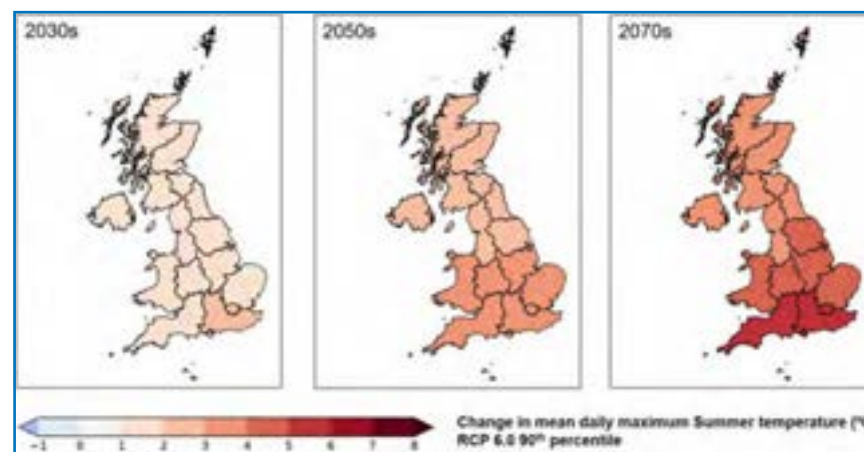 2030s
2050s
2070s
−1 0 1 2 3 4 5 6 7 8
Change in mean daily maximum Summer temperature (°
RCP 6.0 90th percentile